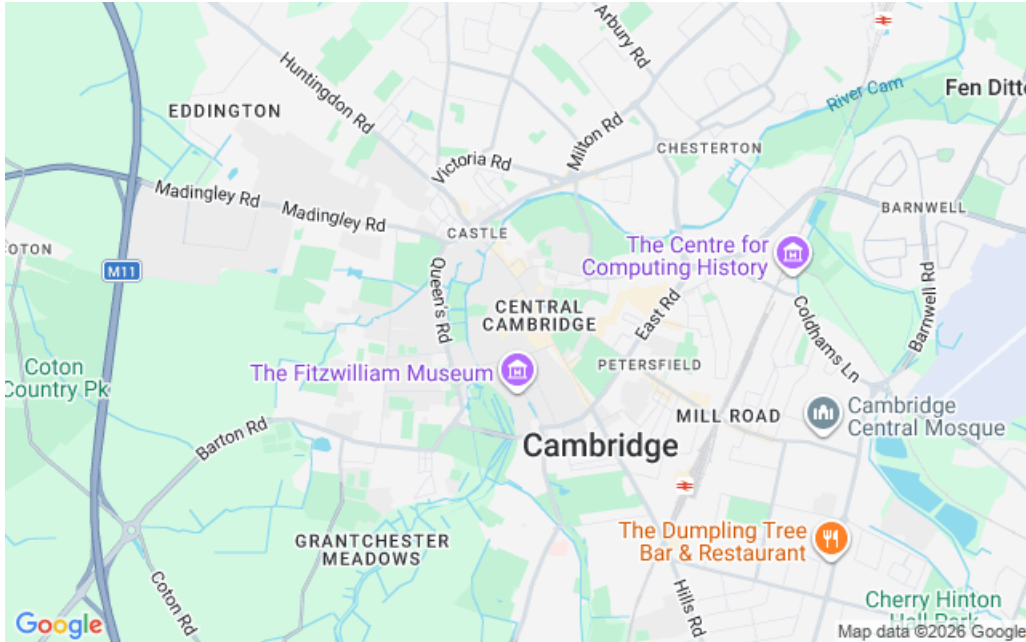 Arbury Rd
Huntingdon Rd
River Cam
Fen Ditto
EDDINGTON
Milton Rd
CHESTERTON
Victoria Rd
Madingley Rd
Madingley Rd
BARNWELL
CASTLE
OTON
The Centre for
Computing History
M11
Queen's Rd
Barnwell Rd
CENTRAL
CAMBRIDGE
East Rd
Coldhams Ln
PETERSFIELD
Coton
Country Pk
The Fitzwilliam Museum
MILL ROAD
Cambridge
Central Mosque
Barton Rd
Cambridge
The Dumpling Tree
Bar & Restaurant
GRANTCHESTER
MEADOWS
Coton Rd
Hills Rd
Cherry Hinton
Hall Park
Google
Map data ©2026 Google